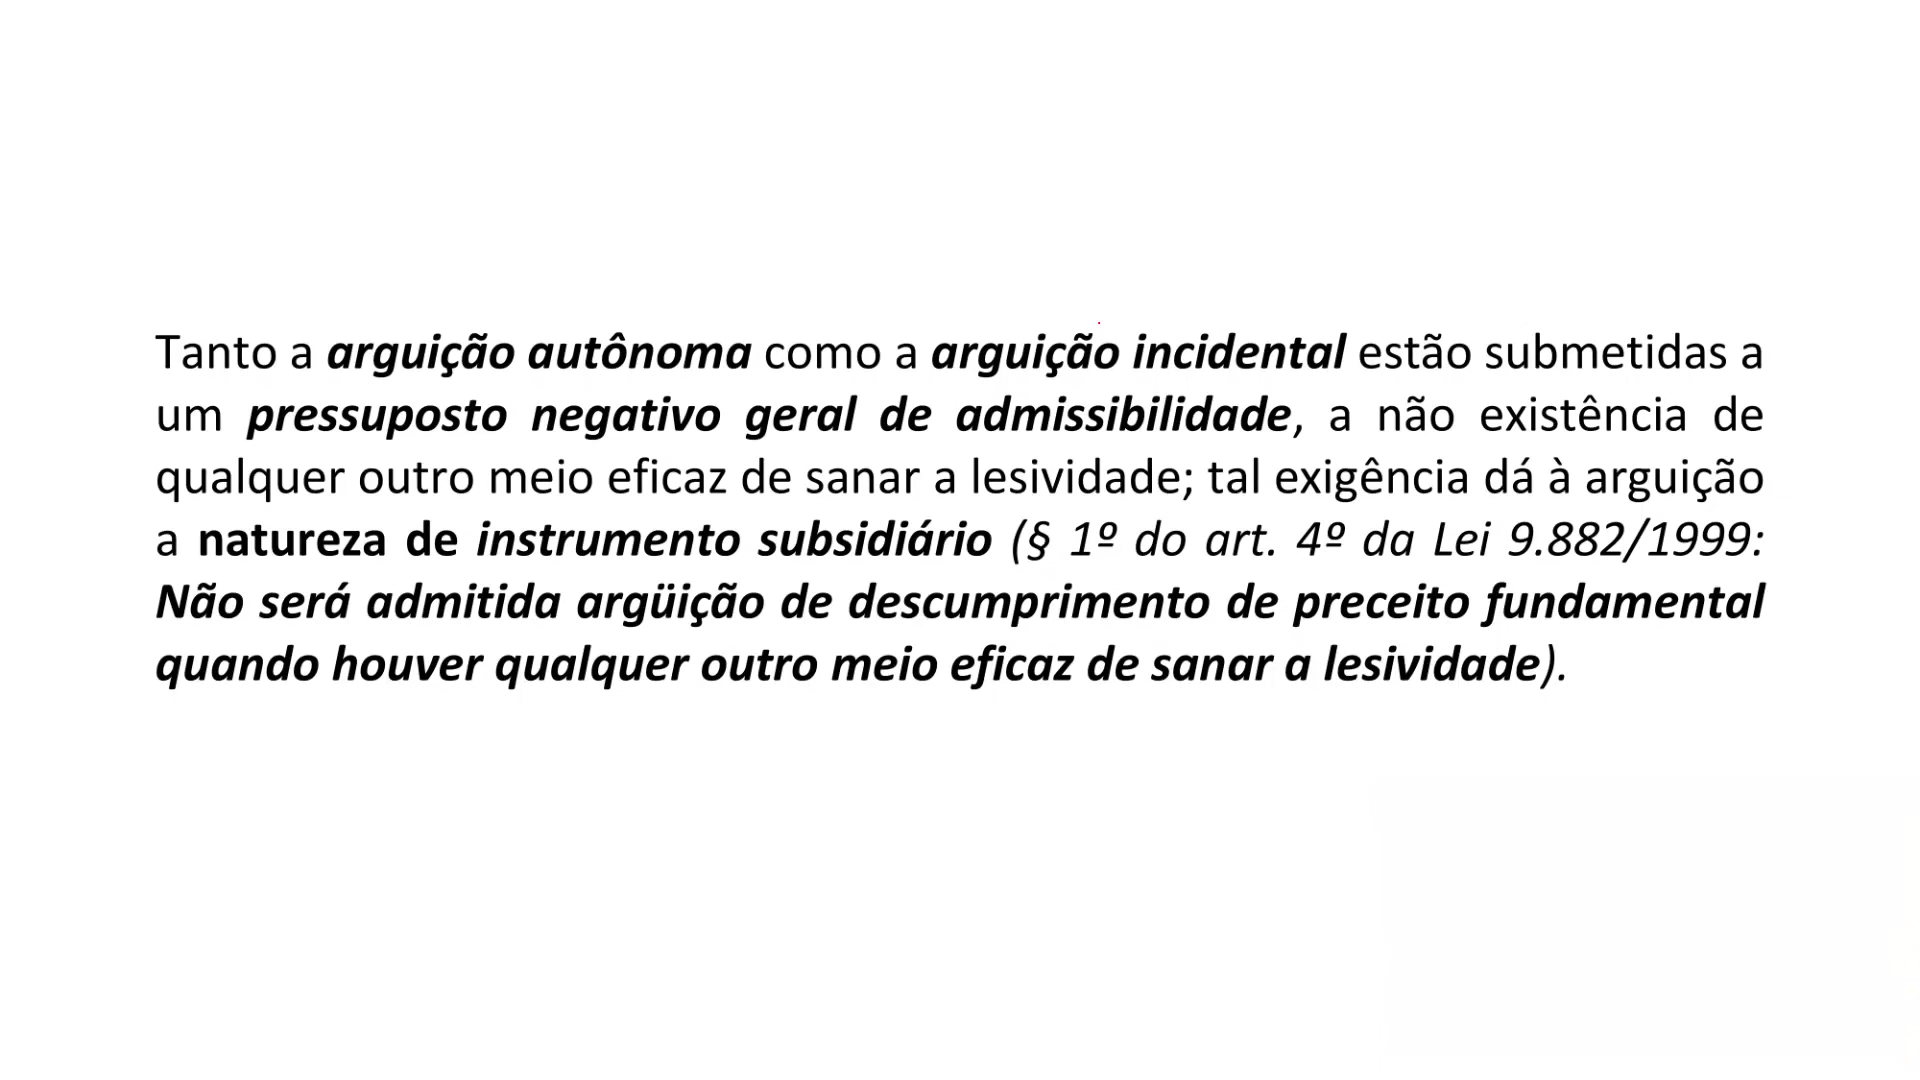 Tanto a arguição autônoma como a arguição incidental estão submetidas a
um pressuposto negativo geral de admissibilidade, a não existência de
qualquer outro meio eficaz de sanar a lesividade; tal exigência dá à arguição
a natureza de instrumento subsidiário (§ 1º do art. 4º da Lei 9.882/1999:
Não será admitida argüição de descumprimento de preceito fundamental
quando houver qualquer outro meio eficaz de sanar a lesividade).